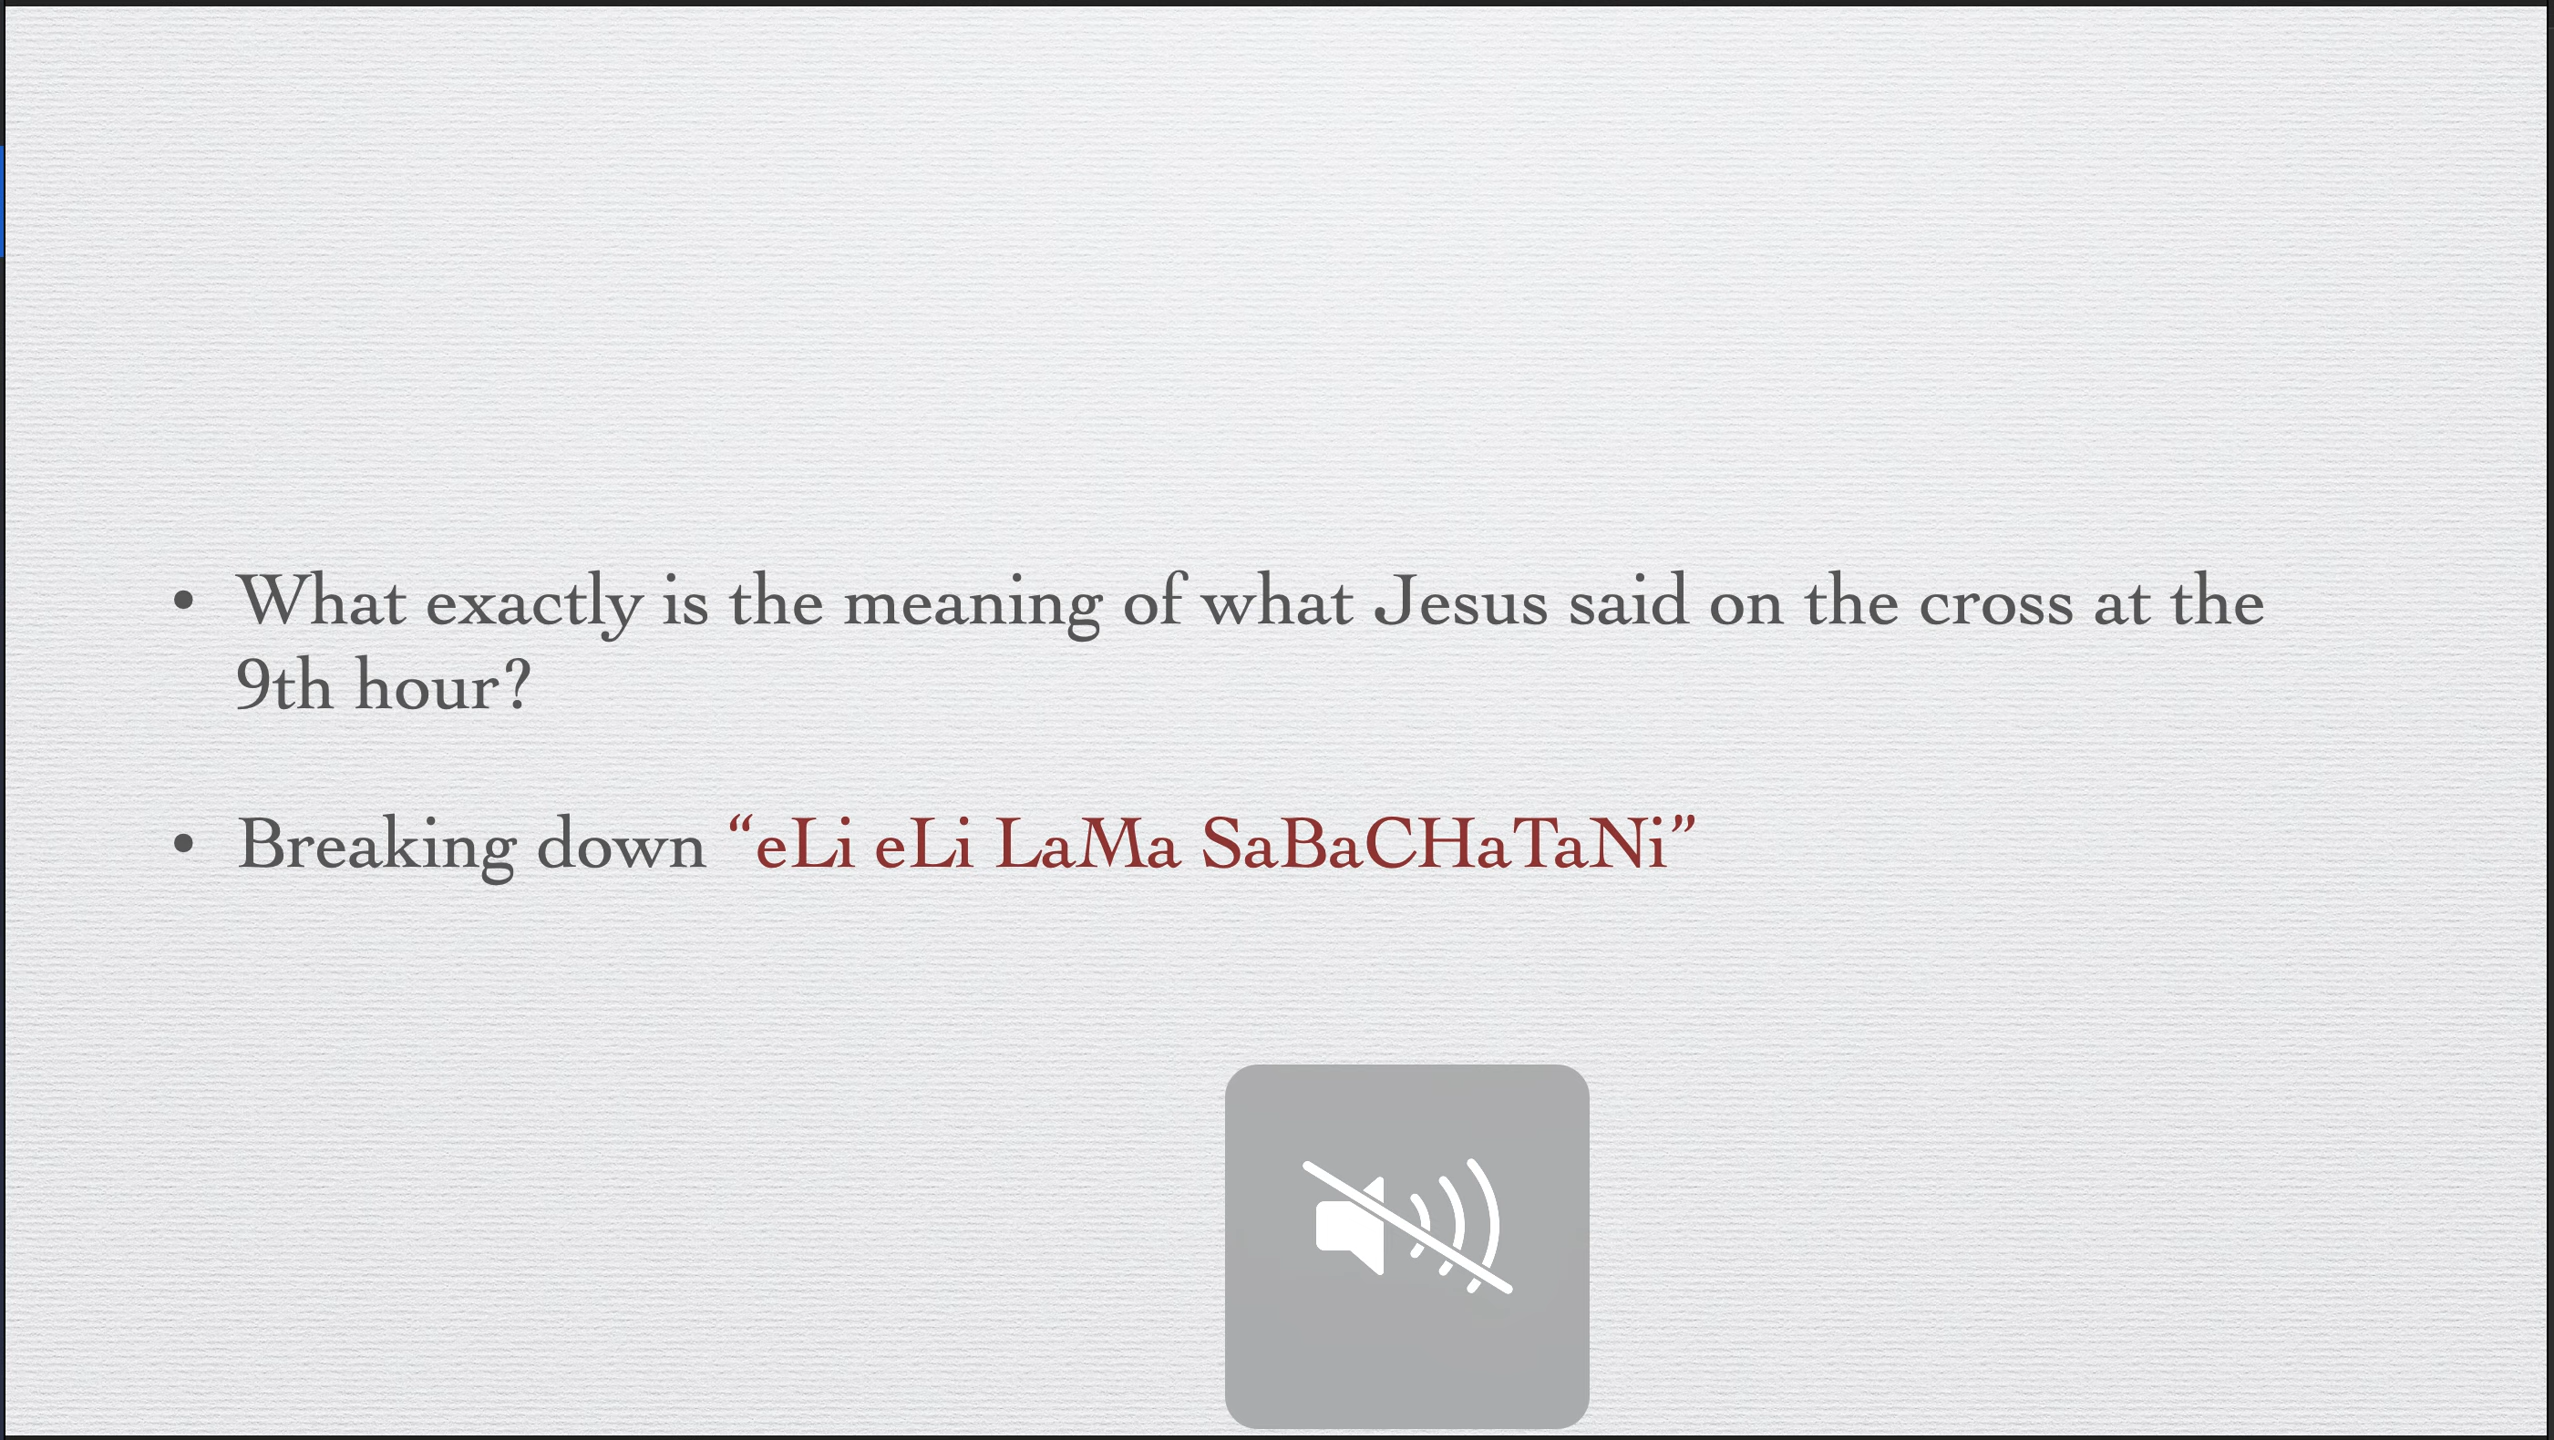 • What exactly is the meaning of what Jesus said on the cross at the
9th hour?
• Breaking down “eLi eLi LaMa SaBaCHaTaNi”